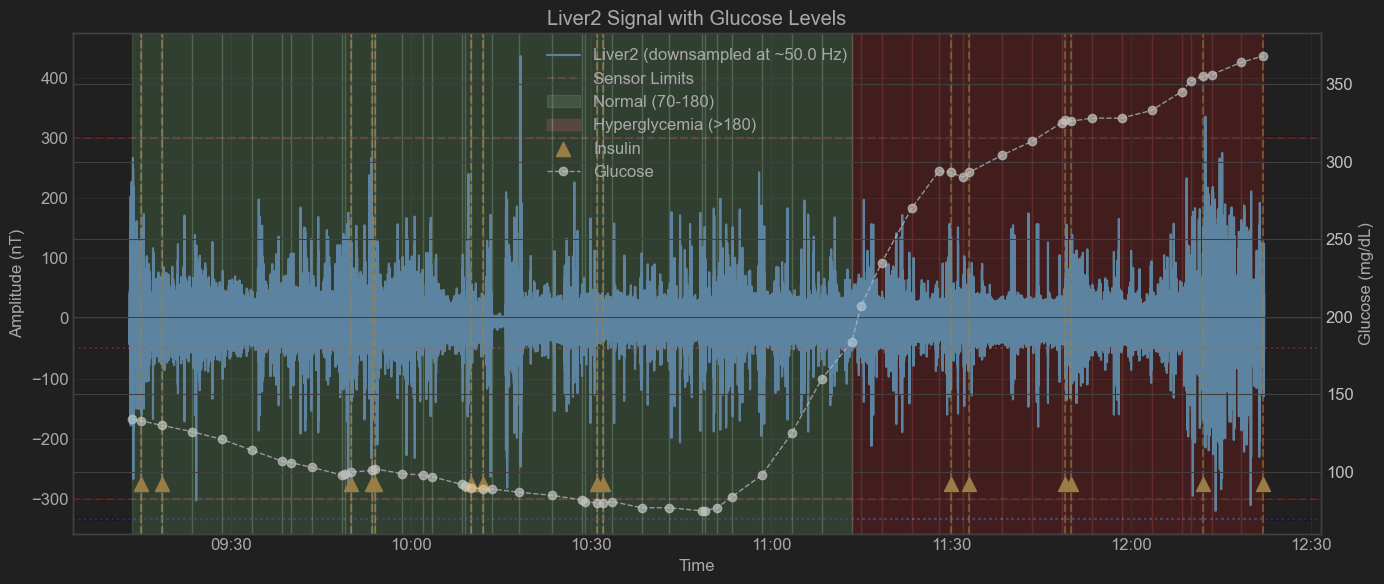 Liver2 Signal with Glucose Levels
Liver2 (downsampled at ~50.0 Hz)
Sensor Limits
Normal (70-180)
Hyperglycemia (>180)
Insulin
Glucose
Amplitude (nT)
400
300
200
100
0
−100
−200
−300
350
300
250
200
150
100
Glucose (mg/dL)
09:30 10:00 10:30 11:00 11:30 12:00 12:30
Time